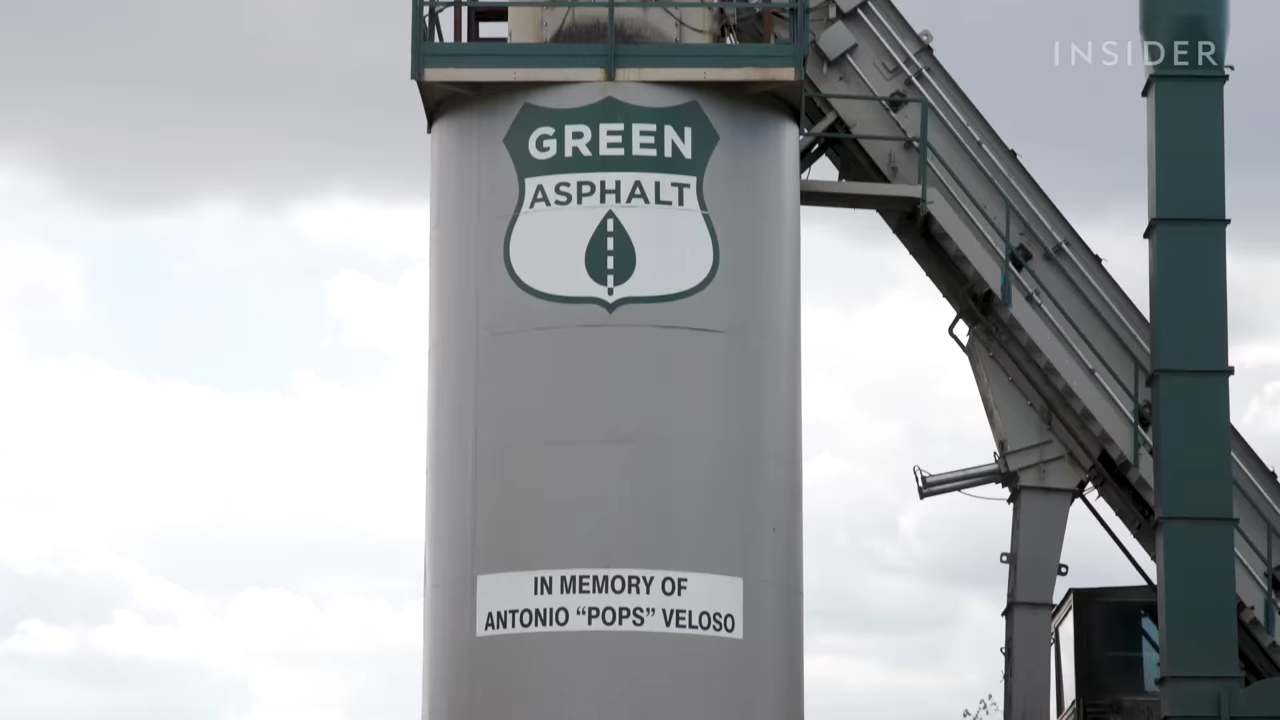 INSIDER
GREEN
ASPHALT
IN MEMORY OF
ANTONIO “POPS” VELOSO